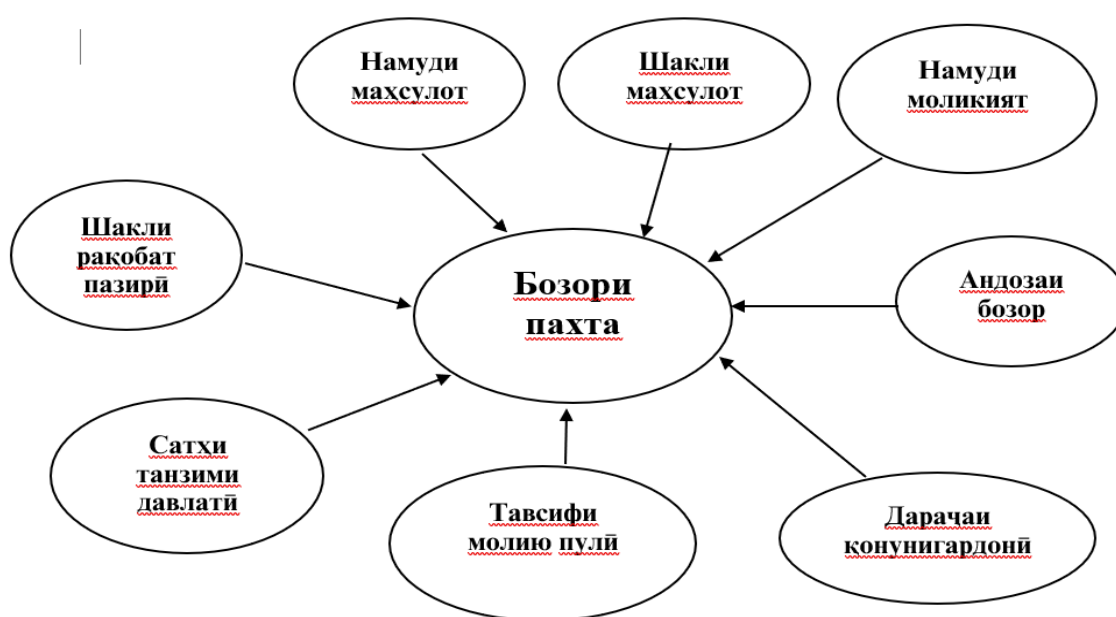 Намуди
маҳсулот
Шакли
маҳсулот
Намуди
моликият
Шакли
рақобат
пазирӣ
Бозори
пахта
Андозаи
бозор
Сатҳи
танзими
давлатӣ
Тавсифи
молию пулӣ
Дараҷаи
қонунигардонӣ